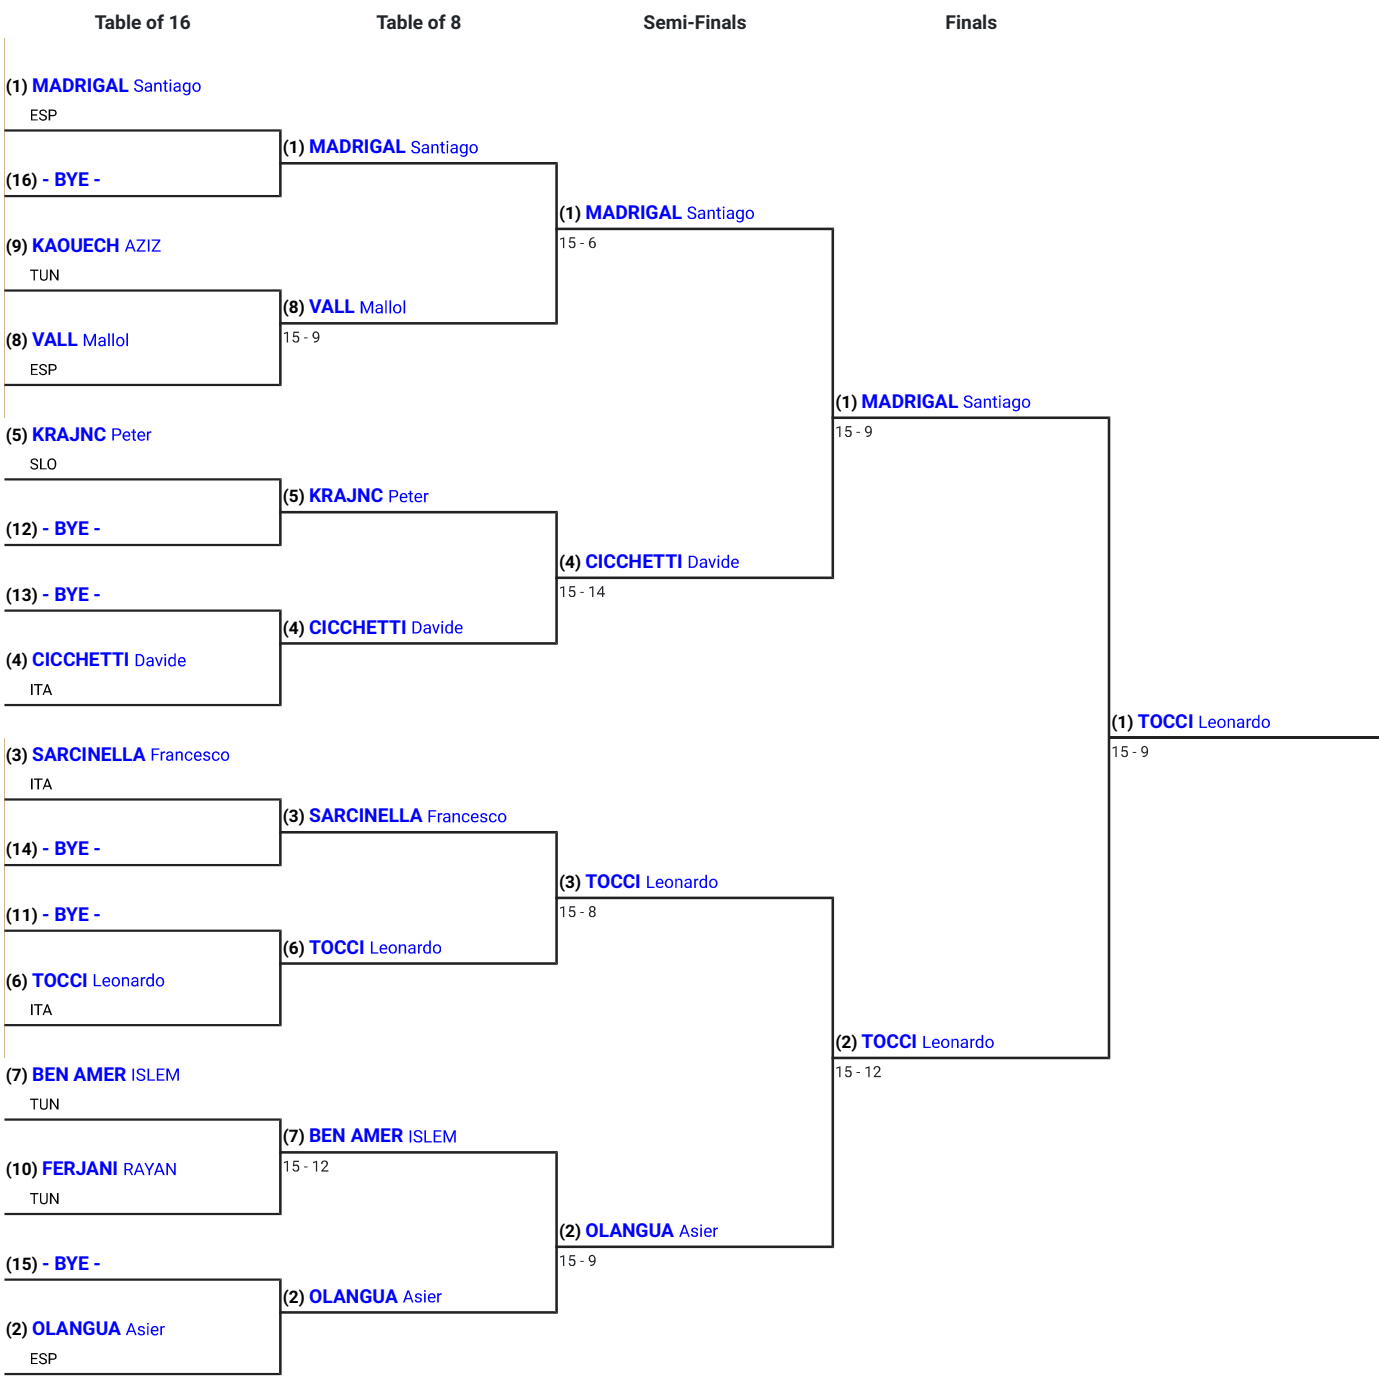 Table of 16
Table of 8
Semi-Finals
Finals
(1) MADRIGAL Santiago
ESP
(16) - BYE -
(9) KAOUECH AZIZ
TUN
(8) VALL Mallol
ESP
(5) KRAJNC Peter
SLO
(12) - BYE -
(13) - BYE -
(4) CICCHETTI Davide
ITA
(3) SARCINELLA Francesco
ITA
(14) - BYE -
(11) - BYE -
(6) TOCCI Leonardo
ITA
(7) BEN AMER ISLEM
TUN
(10) FERJANI RAYAN
TUN
(15) - BYE -
(2) OLANGUA Asier
ESP
(1) MADRIGAL Santiago
(8) VALL Mallol
15 - 9
(5) KRAJNC Peter
(4) CICCHETTI Davide
(3) SARCINELLA Francesco
(6) TOCCI Leonardo
(7) BEN AMER ISLEM
15 - 12
(2) OLANGUA Asier
(1) MADRIGAL Santiago
15 - 6
(4) CICCHETTI Davide
15 - 14
(3) TOCCI Leonardo
15 - 8
(2) OLANGUA Asier
15 - 9
(1) MADRIGAL Santiago
15 - 9
(2) TOCCI Leonardo
15 - 12
(1) TOCCI Leonardo
15 - 9